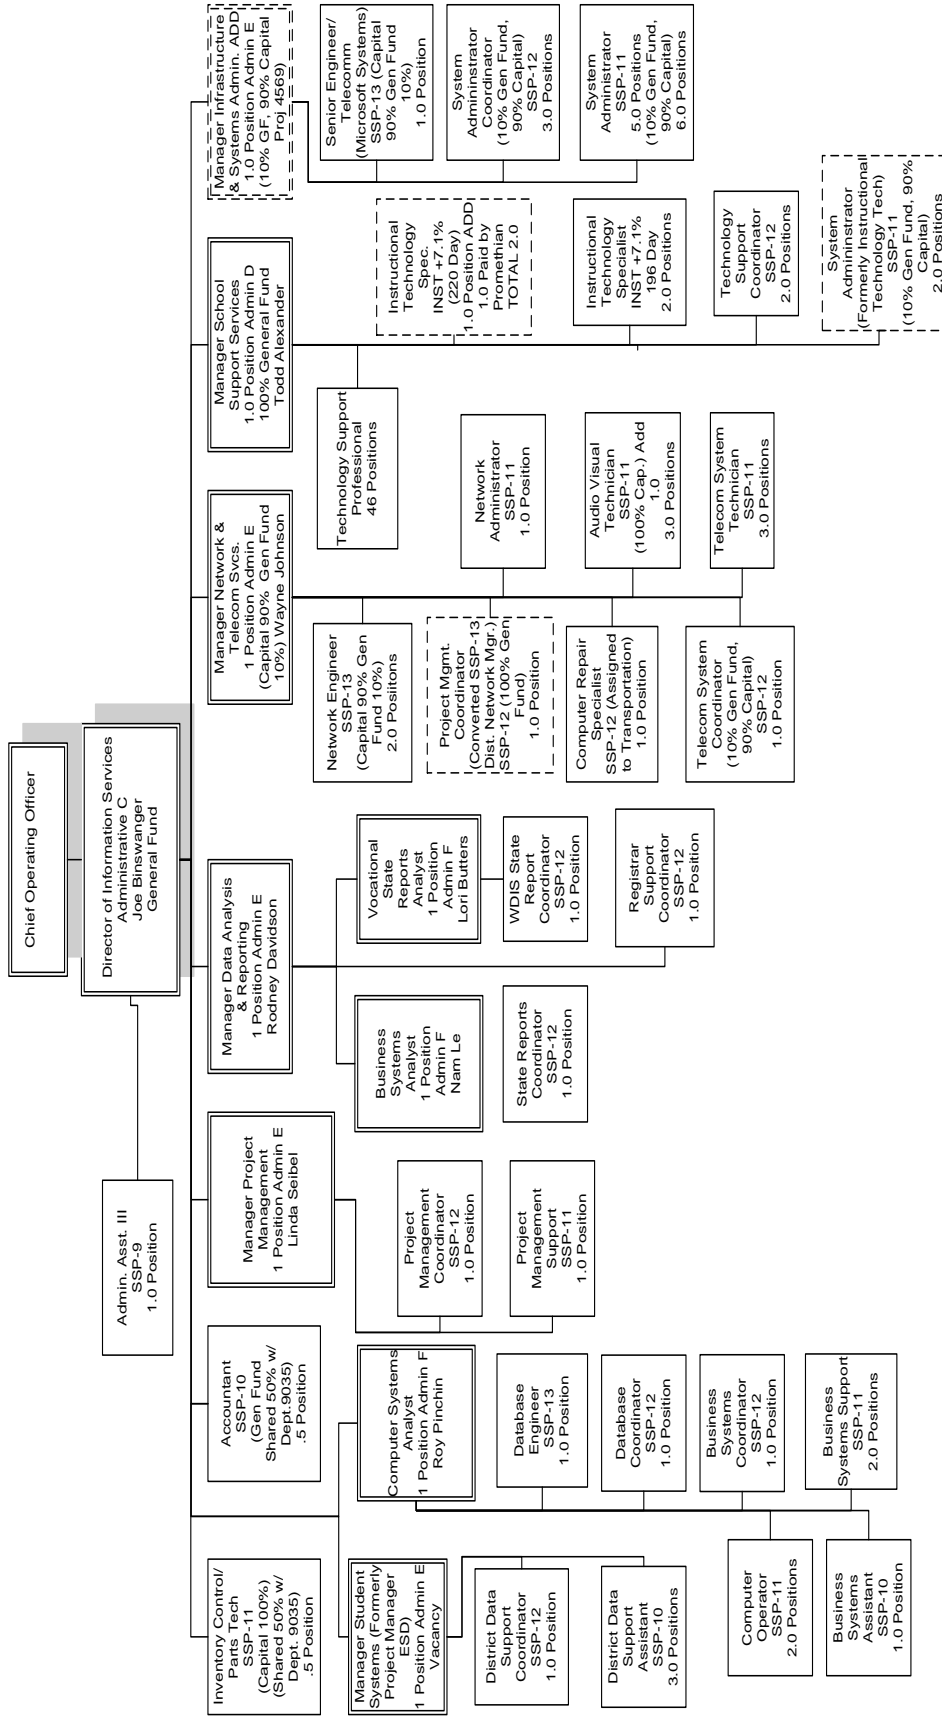 Chief Operating Officer
Director of Information Services
Administrative C
Joe Binswanger
General Fund
Admin. Asst. III
SSP-9
1.0 Position
Inventory Control/
Parts Tech
SSP-11
(Capital 100%)
(Shared 50% w/
Dept. 9035)
.5 Position
Accountant
SSP-10
(Gen Fund
Shared 50% w/
Dept.9035)
.5 Position
Manager Project
Management
1 Position Admin E
Linda Seibel
Manager Data Analysis
& Reporting
1 Position Admin E
Rodney Davidson
Manager Network &
Telecom Svcs.
1 Position Admin E
(Capital 90%  Gen Fund
10%) Wayne Johnson
Manager School
Support Services
1.0 Position Admin D
100% General Fund
Todd Alexander
Manager Infrastructure
& Systems Admin. ADD
1.0 Position Admin E
(10% GF, 90% Capital
Proj 4569)
Manager Student
Systems (Formerly
Project Manager
ESD)
1 Position Admin E
Vacancy
District Data
Support
Coordinator
SSP-12
1.0 Position
District Data
Support
Assistant
SSP-10
3.0 Positions
Computer Systems
Analyst
1 Position Admin F
Roy Pinchin
Database
Engineer
SSP-13
1.0 Position
Database
Coordinator
SSP-12
1.0 Position
Business
Systems
Coordinator
SSP-12
1.0 Position
Business
Systems Support
SSP-11
2.0 Positions
Computer
Operator
SSP-11
2.0 Positions
Business
Systems
Assistant
SSP-10
1.0 Position
Project
Management
Coordinator
SSP-12
1.0 Position
Project
Management
Support
SSP-11
1.0 Position
Business
Systems
Analyst
1 Position
Admin F
Nam Le
State Reports
Coordinator
SSP-12
1.0 Position
Vocational
State
Reports
Analyst
1 Position
Admin F
Lori Butters
WDIS State
Report
Coordinator
SSP-12
1.0 Position
Registrar
Support
Coordinator
SSP-12
1.0 Position
Network Engineer
SSP-13
(Capital 90% Gen
Fund 10%)
2.0 Positons
Project Mgmt.
Coordinator
(Converted SSP-13
Dist. Network Mgr.)
SSP-12 (100% Gen
Fund)
1.0 Position
Computer Repair
Specialist
SSP-12 (Assigned
to Transportation)
1.0 Position
Telecom System
Coordinator
(10% Gen Fund,
90% Capital)
SSP-12
1.0 Position
Network
Administrator
SSP-11
1.0 Position
Audio Visual
Technician
SSP-11
(100% Cap.) Add
1.0
3.0 Positions
Telecom System
Technician
SSP-11
3.0 Positions
Technology Support
Professional
46 Positions
Instructional
Technology
Spec.
INST +7.1%
(220 Day)
1.0 Position ADD
1.0 Paid by
Promethian
TOTAL 2.0
Instructional
Technology
Specialist
INST +7.1%
196 Day
2.0 Positions
Technology
Support
Coordinator
SSP-12
2.0 Positions
System
Administrator
(Formerly Instructional
Technology Tech)
SSP-11
(10% Gen Fund, 90%
Capital)
2.0 Positions
Senior Engineer/
Telecomm
(Microsoft Systems)
SSP-13 (Capital
90% Gen Fund
10%)
1.0 Position
System
Admininstrator
Coordinator
(10% Gen Fund,
90% Capital)
SSP-12
3.0 Positions
System
Administrator
SSP-11
5.0 Positions
(10% Gen Fund,
90% Capital)
6.0 Positions